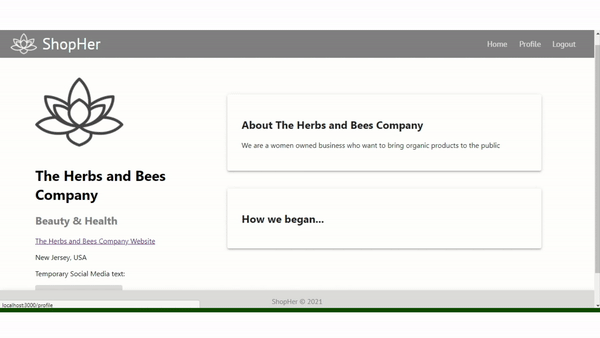 ShopHer
Home Profile Logout
The Herbs and Bees
Company
Beauty & Health
The Herbs and Bees Company Website
New Jersey, USA
Temporary Social Media text:
About The Herbs and Bees Company
We are a women owned business who want to bring organic products to the public
How we began...
ShopHer © 2021
localhost:3000/profile